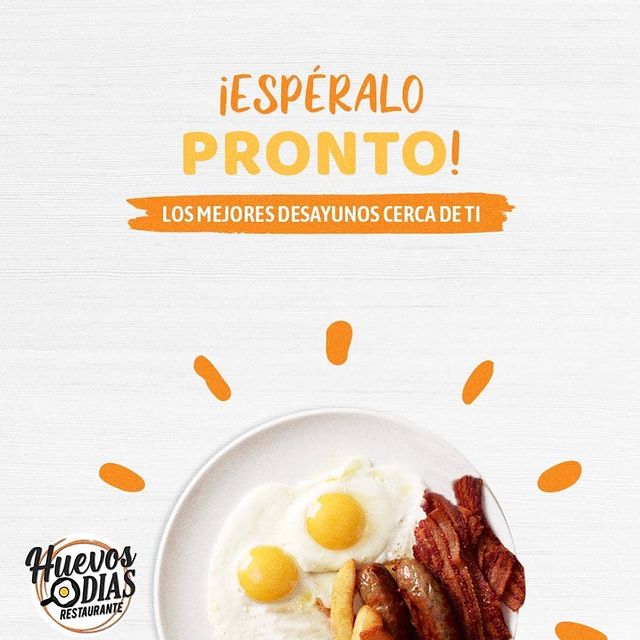 ¡ESPÉRALO
PRONTO!
LOS MEJORES DESAYUNOS CERCA DE TI
Huevos
DIAS
RESTAURANTE